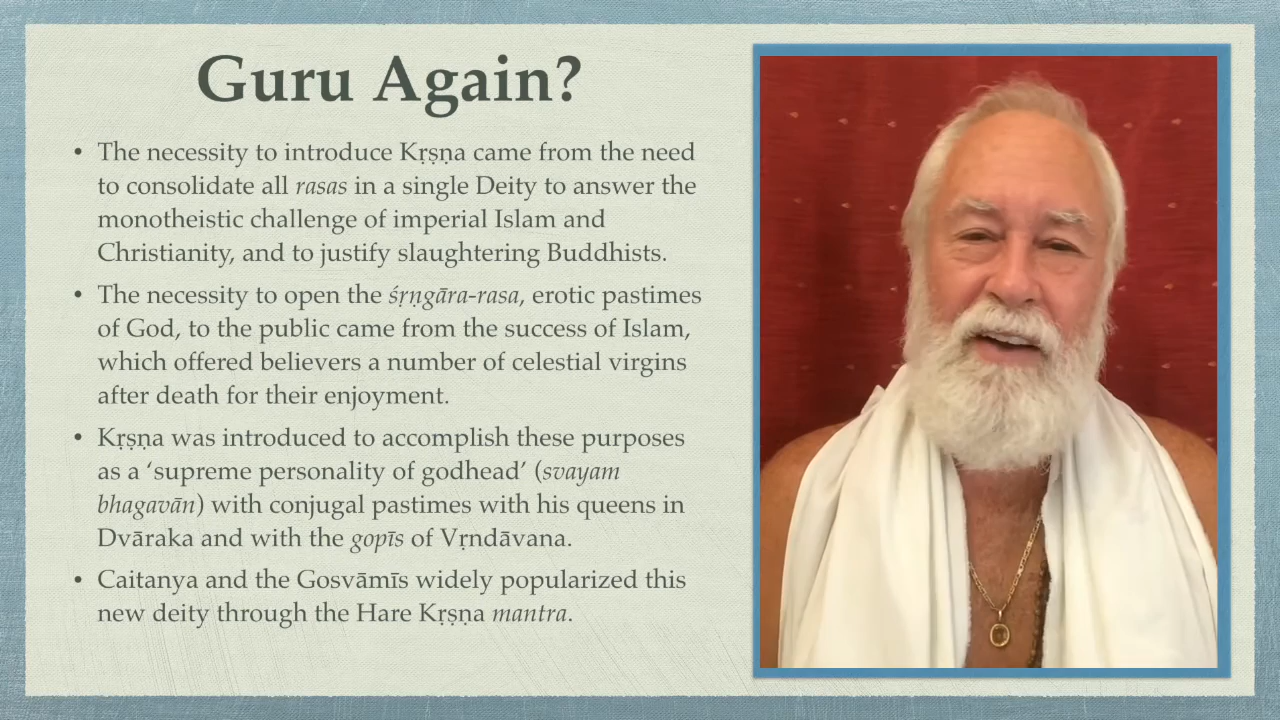 Guru Again?
• The necessity to introduce Kṛṣṇa came from the need
to consolidate all rasas in a single Deity to answer the
monotheistic challenge of imperial Islam and
Christianity, and to justify slaughtering Buddhists.
• The necessity to open the śṛṇgāra-rasa, erotic pastimes
of God, to the public came from the success of Islam,
which offered believers a number of celestial virgins
after death for their enjoyment.
• Kṛṣṇa was introduced to accomplish these purposes
as a ‘supreme personality of godhead’ (svayam
bhagavān) with conjugal pastimes with his queens in
Dvāraka and with the gopīs of Vṛndāvana.
• Caitanya and the Gosvāmīs widely popularized this
new deity through the Hare Kṛṣṇa mantra.